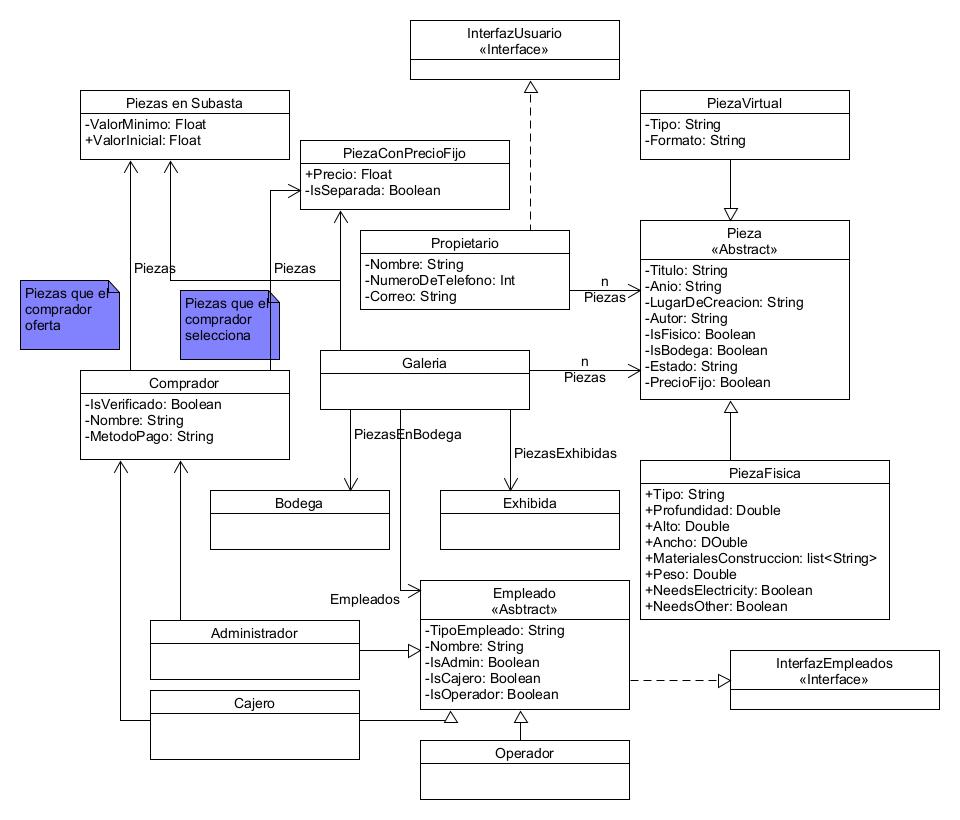 InterfazUsuario
«Interface»
Piezas en Subasta
-ValorMinimo: Float
+ValorInicial: Float
PiezaVirtual
-Tipo: String
-Formato: String
PiezaConPrecioFijo
+Precio: Float
-IsSeparada: Boolean
Propietario
-Nombre: String
-NumeroDeTelefono: Int
-Correo: String
Pieza
«Abstract»
-Titulo: String
-Anio: String
-LugarDeCreacion: String
-Autor: String
-IsFisico: Boolean
-IsBodega: Boolean
-Estado: String
-PrecioFijo: Boolean
Piezas
Piezas
n
Piezas
Piezas que el
comprador
oferta
Piezas que el
comprador
selecciona
Galeria
n
Piezas
Comprador
-IsVerificado: Boolean
-Nombre: String
-MetodoPago: String
PiezasEnBodega
PiezasExhibidas
Bodega
Exhibida
PiezaFisica
+Tipo: String
+Profundidad: Double
+Alto: Double
+Ancho: DOuble
+MaterialesConstruccion: list<String>
+Peso: Double
+NeedsElectricity: Boolean
+NeedsOther: Boolean
Empleados
Empleado
«Asbtract»
-TipoEmpleado: String
-Nombre: String
-IsAdmin: Boolean
-IsCajero: Boolean
-IsOperador: Boolean
Administrador
InterfazEmpleados
«Interface»
Cajero
Operador